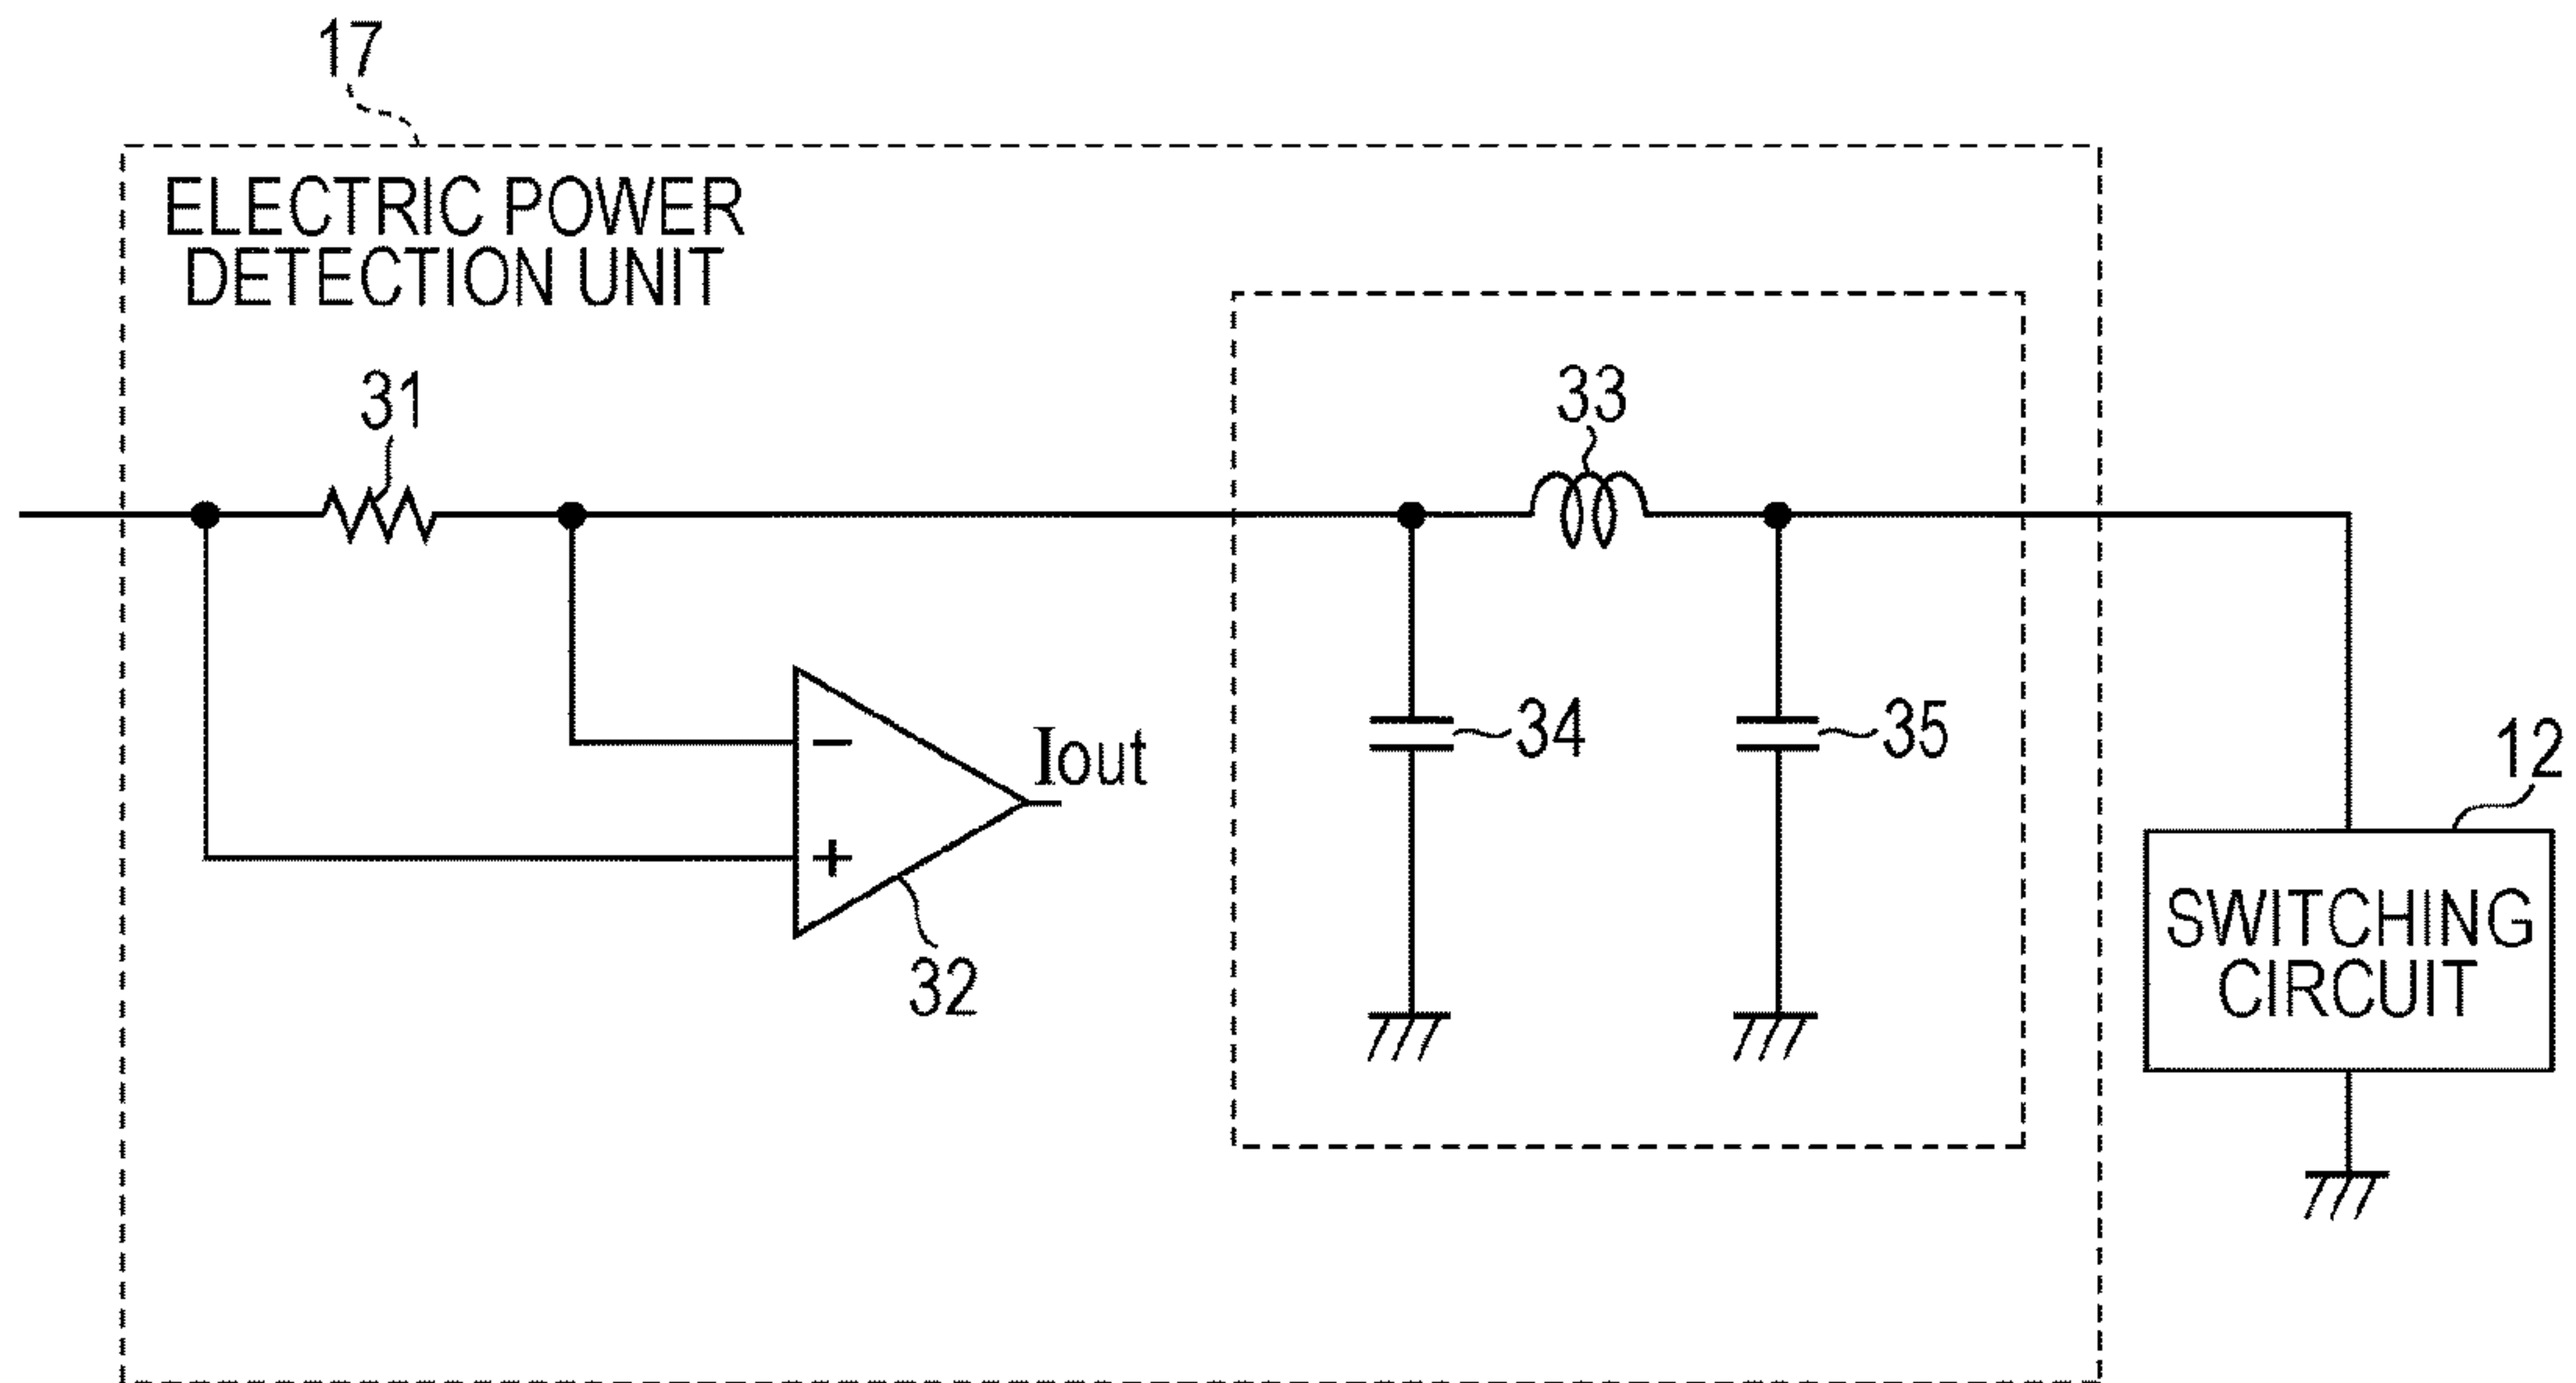 17
ELECTRIC POWER
DETECTION UNIT
31
33
34
35
Iout
12
32
SWITCHING
CIRCUIT